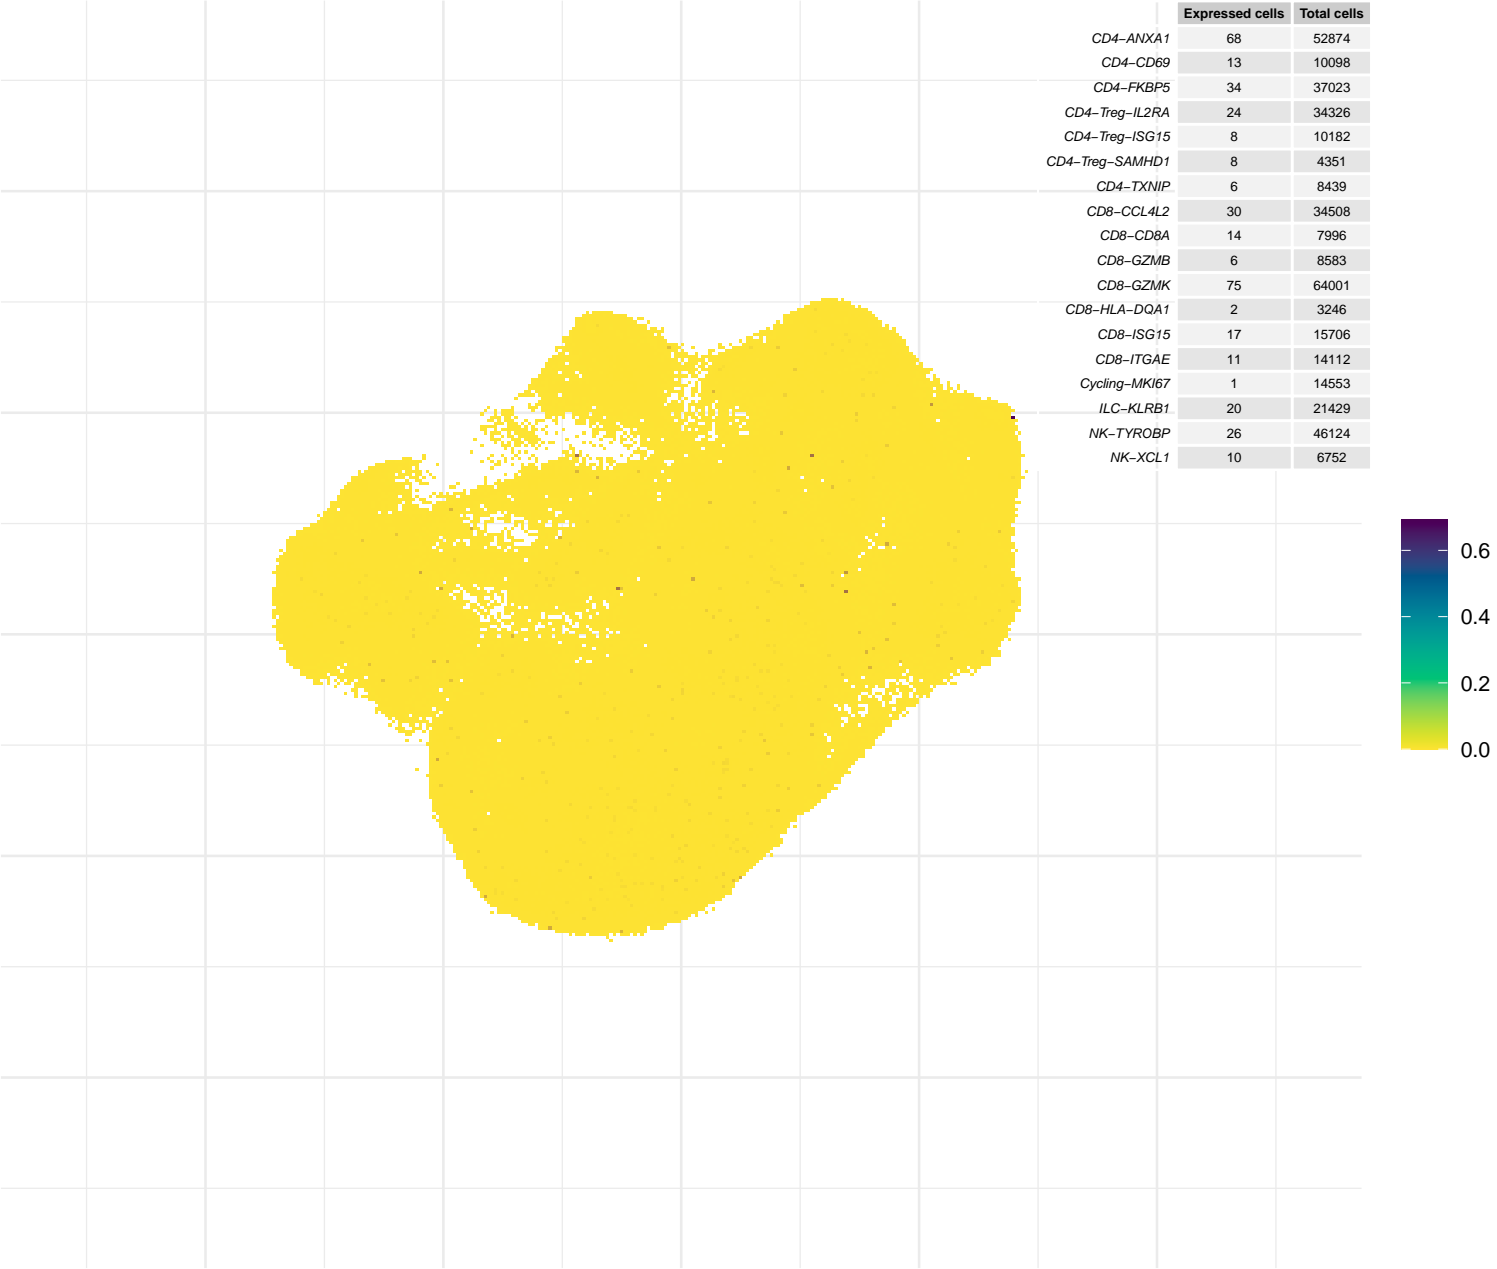 Expressed cells Total cells
CD4−ANXA1 68 52874
CD4−CD69 13 10098
CD4−FKBP5 34 37023
CD4−Treg−IL2RA 24 34326
CD4−Treg−ISG15 8 10182
CD4−Treg−SAMHD1 8 4351
CD4−TXNIP 6 8439
CD8−CCL4L2 30 34508
CD8−CD8A 14 7996
CD8−GZMB 6 8583
CD8−GZMK 75 64001
CD8−HLA−DQA1 2 3246
CD8−ISG15 17 15706
CD8−ITGAE 11 14112
Cycling−MKI67 1 14553
ILC−KLRB1 20 21429
NK−TYROBP 26 46124
NK−XCL1 10 6752
0.6
0.4
0.2
0.0